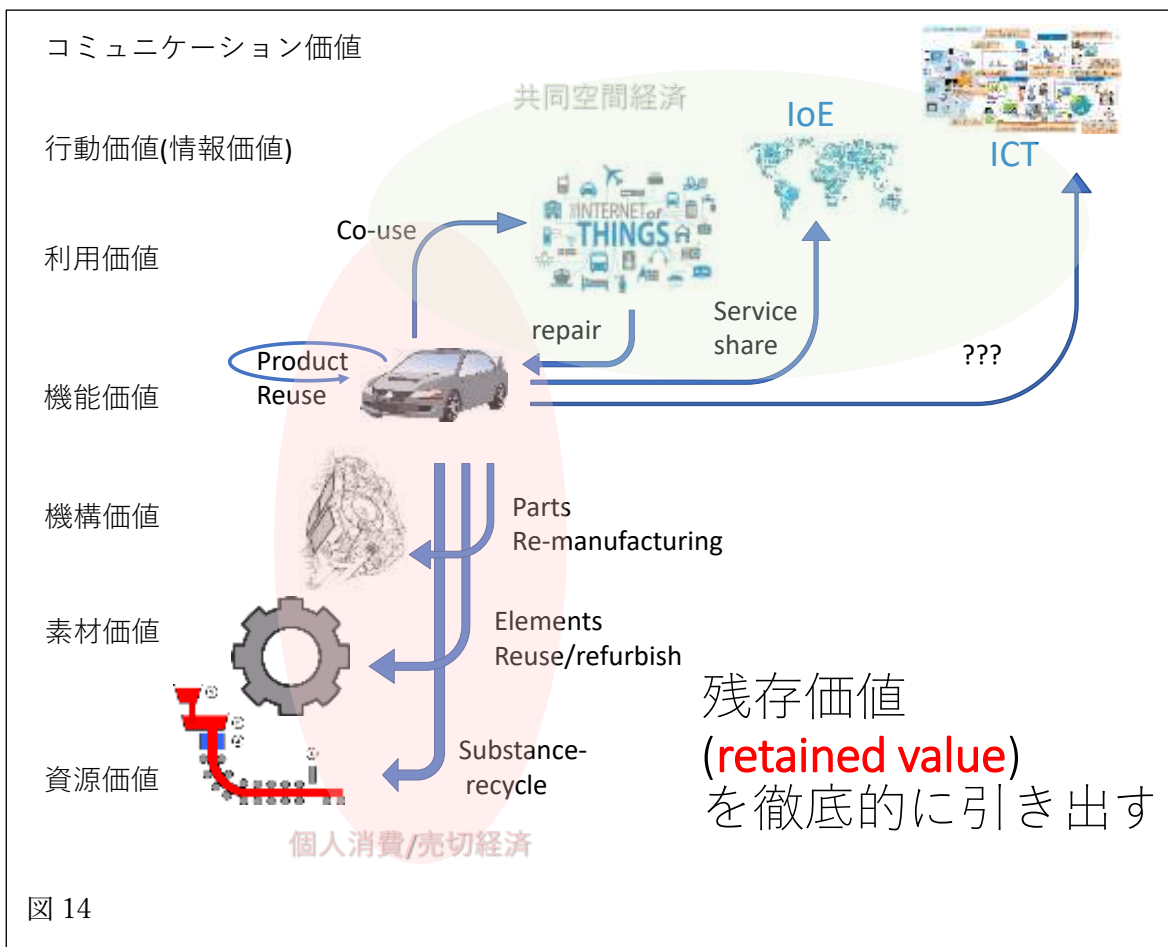 コミュニケーション価値
共同空間経済
IoE
ICT
行動価値(情報価値)
Co-use
INTERNET of
THINGS
利用価値
repair
Service
share
???
Product
Reuse
機能価値
機構価値
Parts
Re-manufacturing
素材価値
Elements
Reuse/refurbish
残存価値
(retained value)
を徹底的に引き出す
資源価値
Substance-
recycle
個人消費/売切経済
図 14